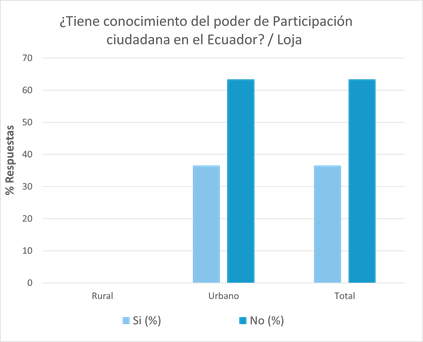 ¿Tiene conocimiento del poder de Participación
ciudadana en el Ecuador? / Loja
% Respuestas
70
60
50
40
30
20
10
0
Rural Urbano Total
Si (%) No (%)